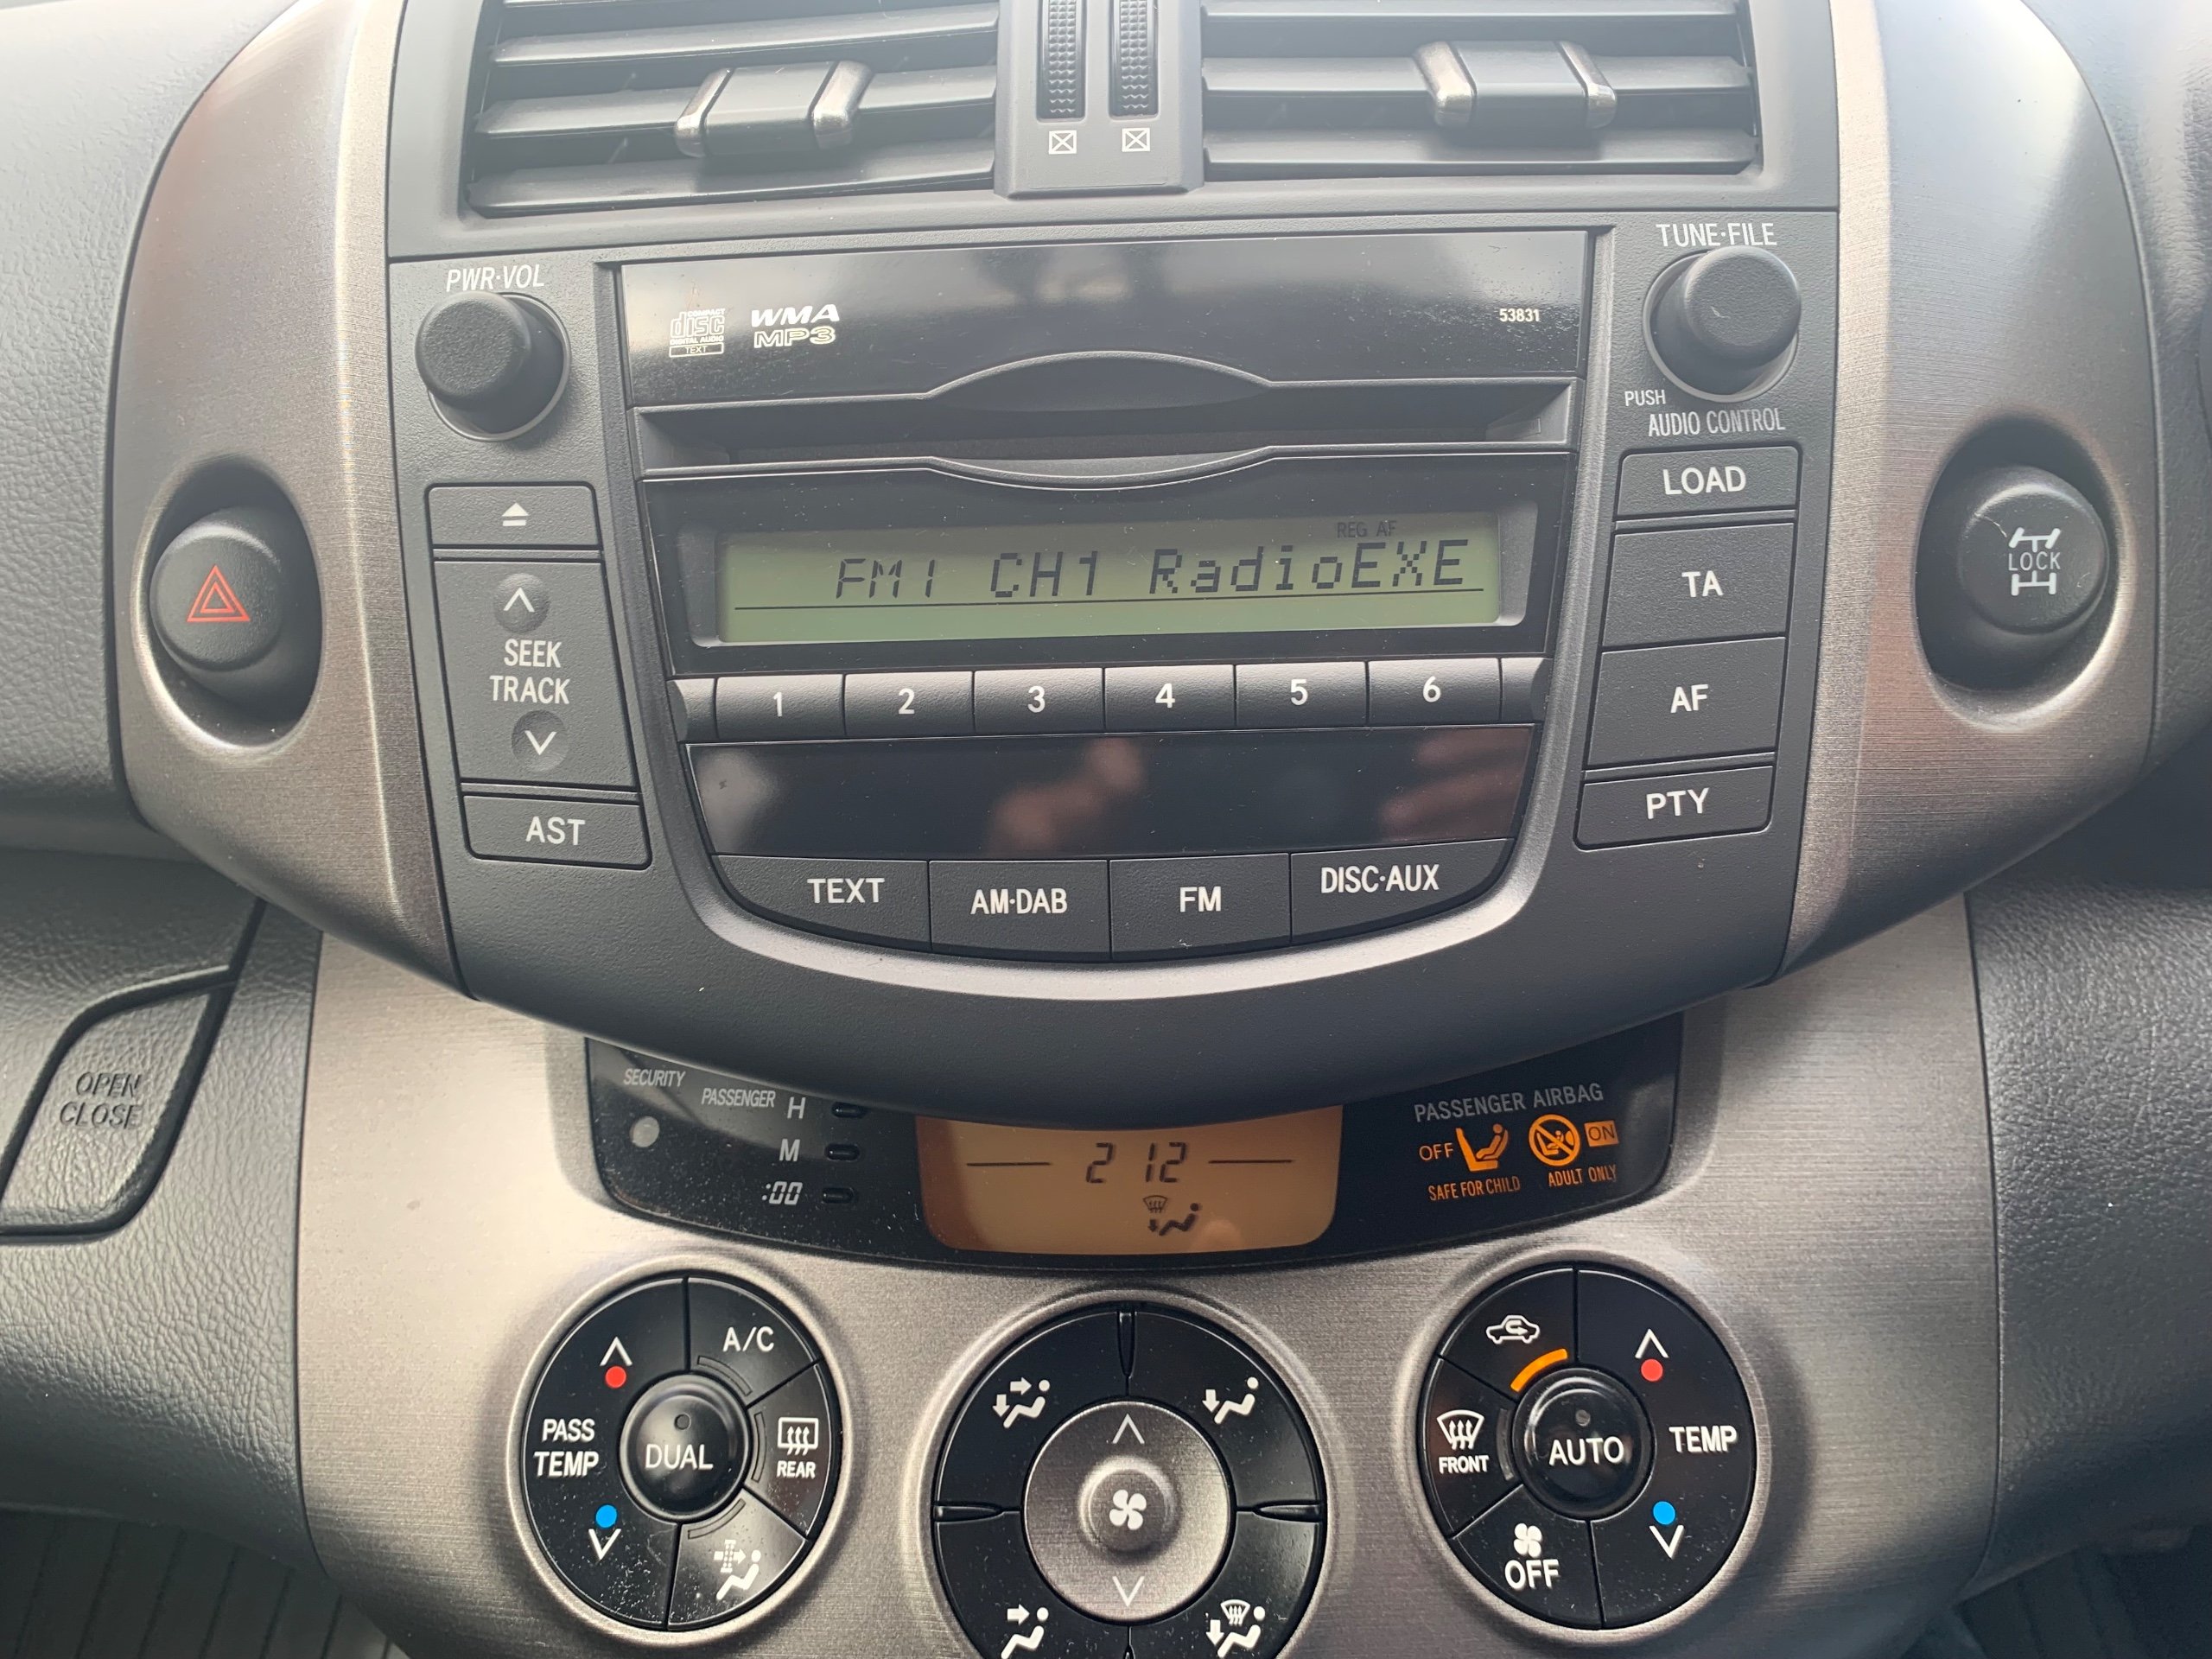 PWR·VOL
TUNE·FILE
COMPACT
disc
DIGITAL AUDIO
TEXT
WMA
MP3
53831
PUSH
AUDIO CONTROL
LOAD
REG AF
FM1 CH1 RadioEXE
LOCK
TA
SEEK
TRACK
1 2 3 4 5 6
AF
PTY
AST
TEXT
AM·DAB
FM
DISC·AUX
OPEN
CLOSE
SECURITY
PASSENGER
H
M
:00
2 12
PASSENGER AIRBAG
OFF
ON
SAFE FOR CHILD
ADULT ONLY
A/C
PASS
TEMP
DUAL
REAR
FRONT
AUTO
TEMP
OFF